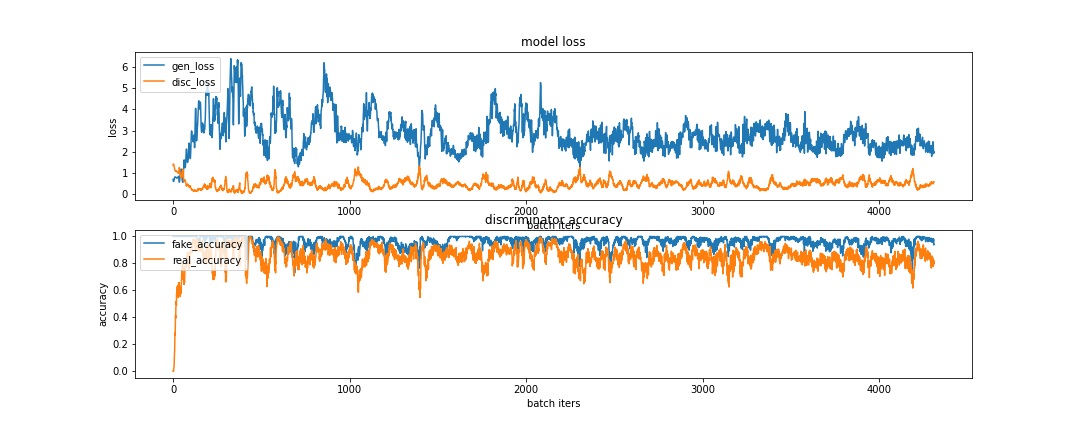 model loss
gen_loss
disc_loss
6
5
4
3
2
1
0
loss
0
1000
2000
3000
4000
batch iters
discriminator accuracy
fake_accuracy
real_accuracy
1.0
0.8
0.6
0.4
0.2
0.0
accuracy
0
1000
2000
3000
4000
batch iters